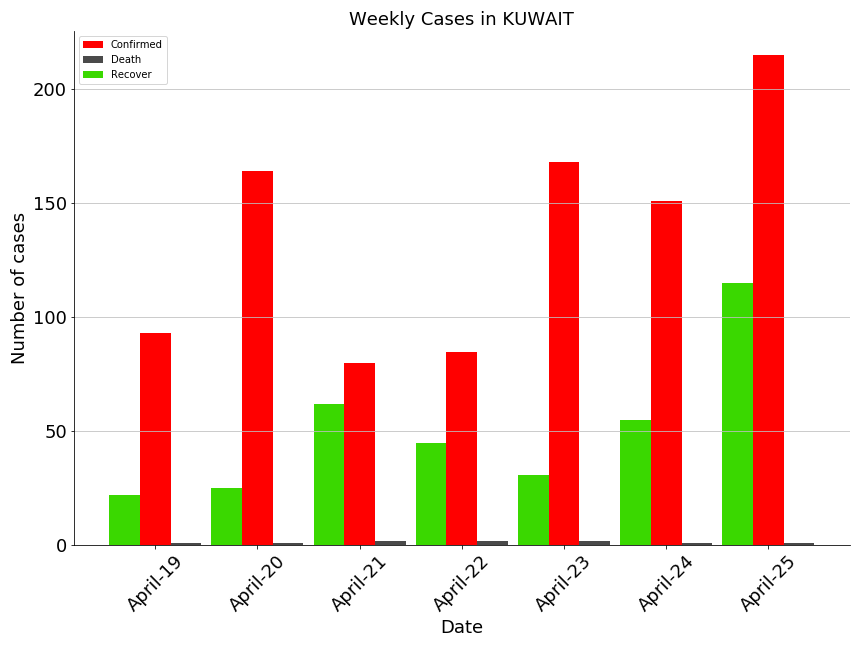 Weekly Cases in KUWAIT
Confirmed
Death
Recover
Number of cases
200
150
100
50
0
April-19
April-20
April-21
April-22
April-23
April-24
April-25
Date